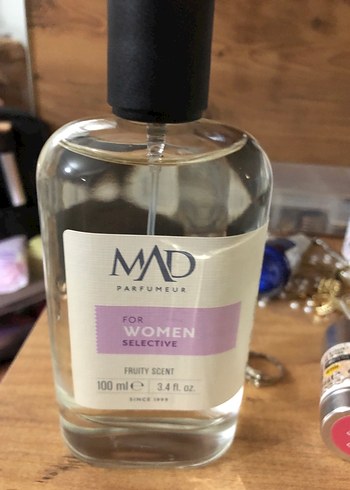 MAD
PARFUMEUR
FOR
WOMEN
SELECTIVE
FRUITY SCENT
100 ml ℮ 3.4 fl. oz.
SINCE 1999